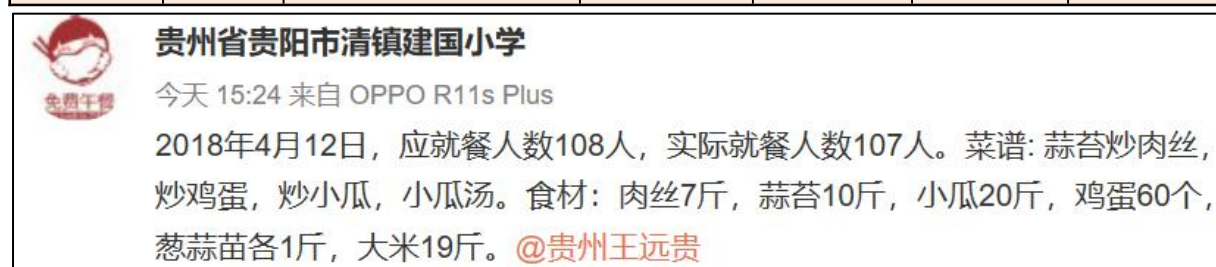 贵州省贵阳市清镇建国小学
免费午餐
今天 15:24 来自 OPPO R11s Plus
2018年4月12日，应就餐人数108人，实际就餐人数107人。菜谱: 蒜苔炒肉丝，
炒鸡蛋，炒小瓜，小瓜汤。食材：肉丝7斤，蒜苔10斤，小瓜20斤，鸡蛋60个，
葱蒜苗各1斤，大米19斤。@贵州王远贵